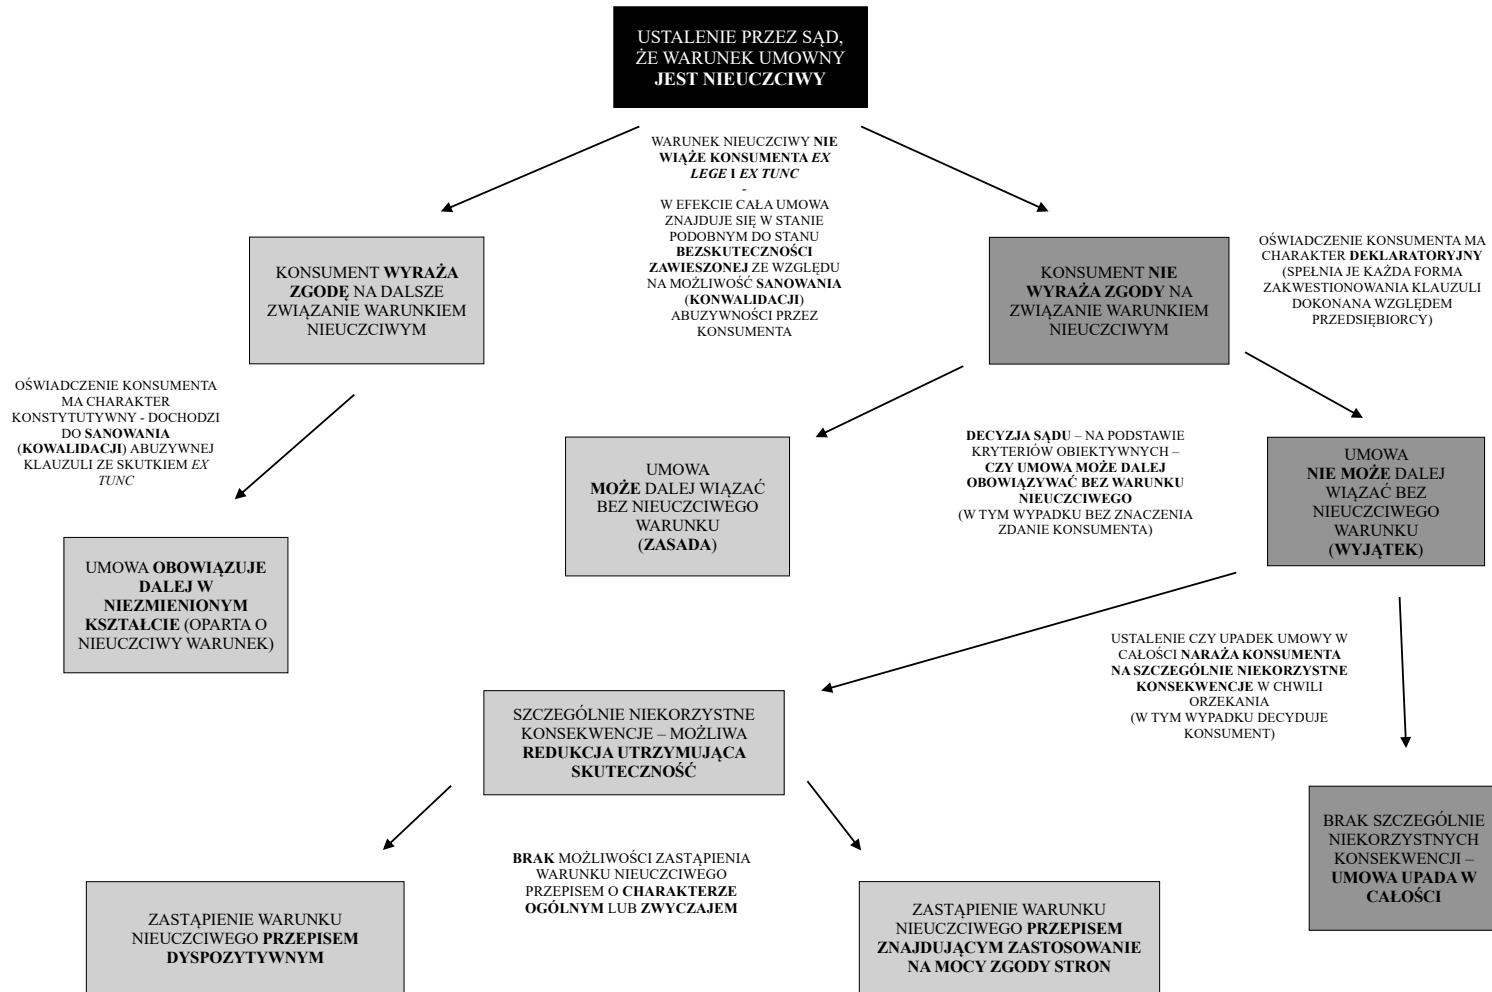 USTALENIE PRZEZ SĄD,
ŻE WARUNEK UMOWNY
JEST NIEUCZCIWY
WARUNEK NIEUCZCIWY NIE
WIĄŻE KONSUMENTA EX
LEGE I EX TUNC
-
W EFEKCIE CAŁA UMOWA
ZNAJDUJE SIĘ W STANIE
PODOBNYM DO STANU
BEZSKUTECZNOŚCI
ZAWIESZONEJ ZE WZGLĘDU
NA MOŻLIWOŚĆ SANOWANIA
(KONWALIDACJI)
ABUZYWNOŚCI PRZEZ
KONSUMENTA
KONSUMENT WYRAŻA
ZGODĘ NA DALSZE
ZWIĄZANIE WARUNKIEM
NIEUCZCIWYM
KONSUMENT NIE
WYRAŻA ZGODY NA
ZWIĄZANIE WARUNKIEM
NIEUCZCIWYM
OŚWIADCZENIE KONSUMENTA MA
CHARAKTER DEKLARATORYJNY
(SPEŁNIA JE KAŻDA FORMA
ZAKWESTIONOWANIA KLAUZULI
DOKONANA WZGLĘDEM
PRZEDSIĘBIORCY)
OŚWIADCZENIE KONSUMENTA
MA CHARAKTER
KONSTYTUTYWNY - DOCHODZI
DO SANOWANIA
(KOWALIDACJI) ABUZYWNEJ
KLAUZULI ZE SKUTKIEM EX
TUNC
UMOWA
MOŻE DALEJ WIĄZAĆ
BEZ NIEUCZCIWEGO
WARUNKU
(ZASADA)
DECYZJA SĄDU – NA PODSTAWIE
KRYTERIÓW OBIEKTYWNYCH –
CZY UMOWA MOŻE DALEJ
OBOWIĄZYWAĆ BEZ WARUNKU
NIEUCZCIWEGO
(W TYM WYPADKU BEZ ZNACZENIA
ZDANIE KONSUMENTA)
UMOWA
NIE MOŻE DALEJ
WIĄZAĆ BEZ
NIEUCZCIWEGO
WARUNKU
(WYJĄTEK)
UMOWA OBOWIĄZUJE
DALEJ W
NIEZMIENIONYM
KSZTAŁCIE (OPARTA O
NIEUCZCIWY WARUNEK)
USTALENIE CZY UPADEK UMOWY W
CAŁOŚCI NARAŻA KONSUMENTA
NA SZCZEGÓLNIE NIEKORZYSTNE
KONSEKWENCJE W CHWILI
ORZEKANIA
(W TYM WYPADKU DECYDUJE
KONSUMENT)
SZCZEGÓLNIE NIEKORZYSTNE
KONSEKWENCJE – MOŻLIWA
REDUKCJA UTRZYMUJĄCA
SKUTECZNOŚĆ
BRAK SZCZEGÓLNIE
NIEKORZYSTNYCH
KONSEKWENCJI –
UMOWA UPADA W
CAŁOŚCI
BRAK MOŻLIWOŚCI ZASTĄPIENIA
WARUNKU NIEUCZCIWEGO
PRZEPISEM O CHARAKTERZE
OGÓLNYM LUB ZWYCZAJEM
ZASTĄPIENIE WARUNKU
NIEUCZCIWEGO PRZEPISEM
DYSPOZYTYWNYM
ZASTĄPIENIE WARUNKU
NIEUCZCIWEGO PRZEPISEM
ZNAJDUJĄCYM ZASTOSOWANIE
NA MOCY ZGODY STRON